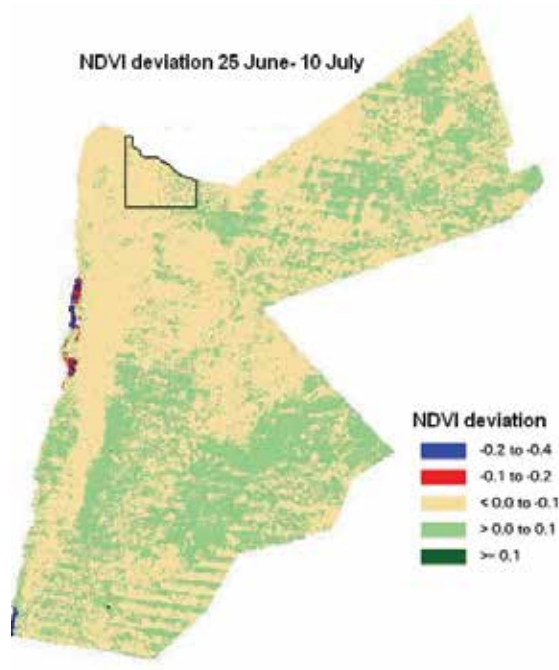 NDVI deviation 25 June- 10 July
NDVI deviation
-0.2 to -0.4
-0.1 to -0.2
< 0.0 to -0.1
> 0.0 to 0.1
>= 0.1